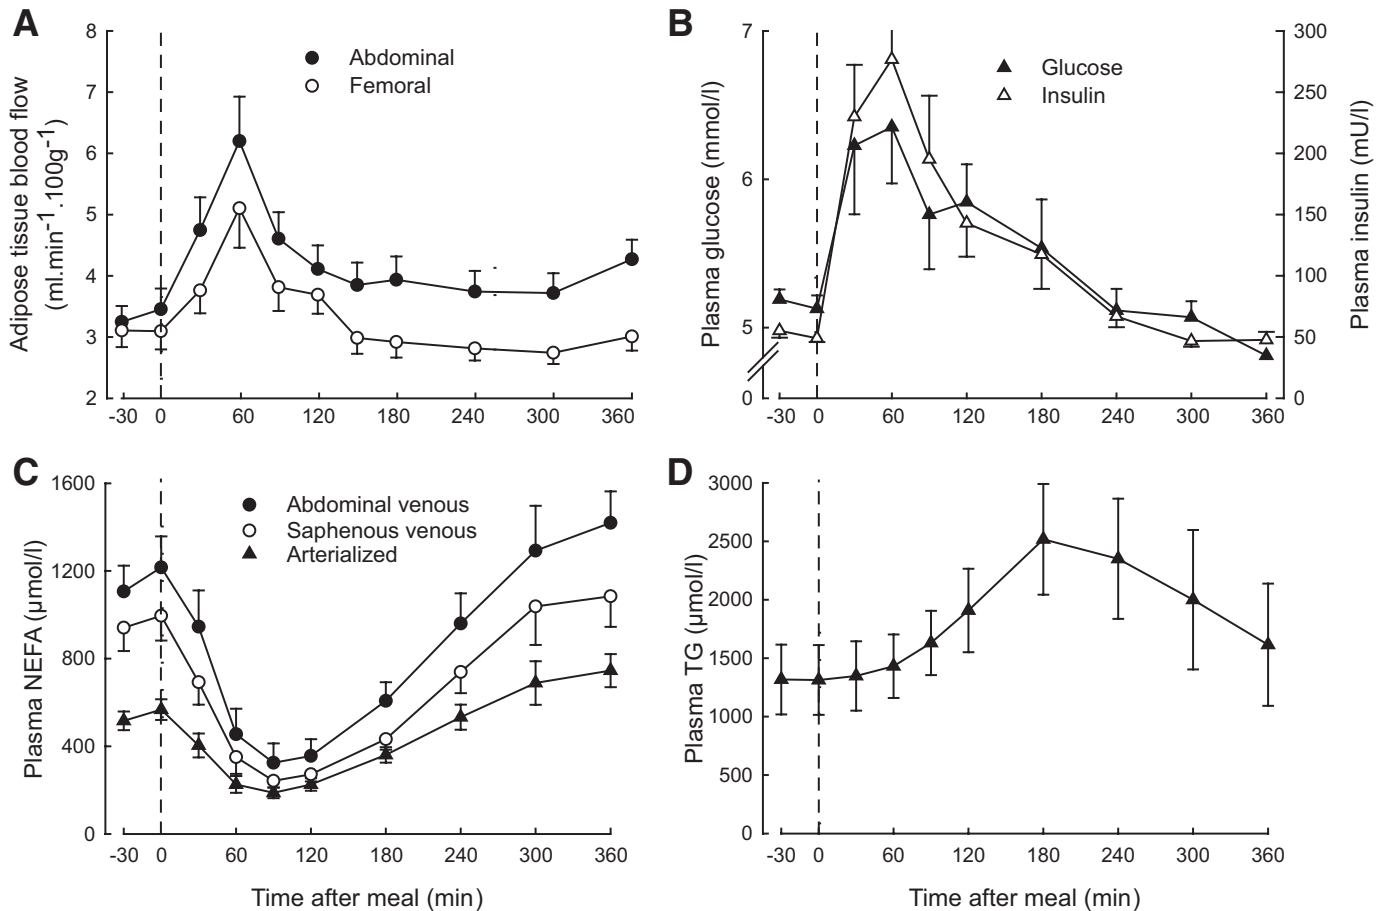 A
Adipose tissue blood flow
(ml.min⁻¹.100g⁻¹)
8
7
6
5
4
3
2
Abdominal
Femoral
-30 0 60 120 180 240 300 360
B
Plasma glucose (mmol/l)
7
6
5
0
Glucose
Insulin
300
250
200
150
100
50
0
Plasma insulin (mU/l)
-30 0 60 120 180 240 300 360
C
Plasma NEFA (μmol/l)
1600
1200
800
400
0
Abdominal venous
Saphenous venous
Arterialized
-30 0 60 120 180 240 300 360
Time after meal (min)
D
Plasma TG (μmol/l)
3000
2500
2000
1500
1000
500
0
-30 0 60 120 180 240 300 360
Time after meal (min)